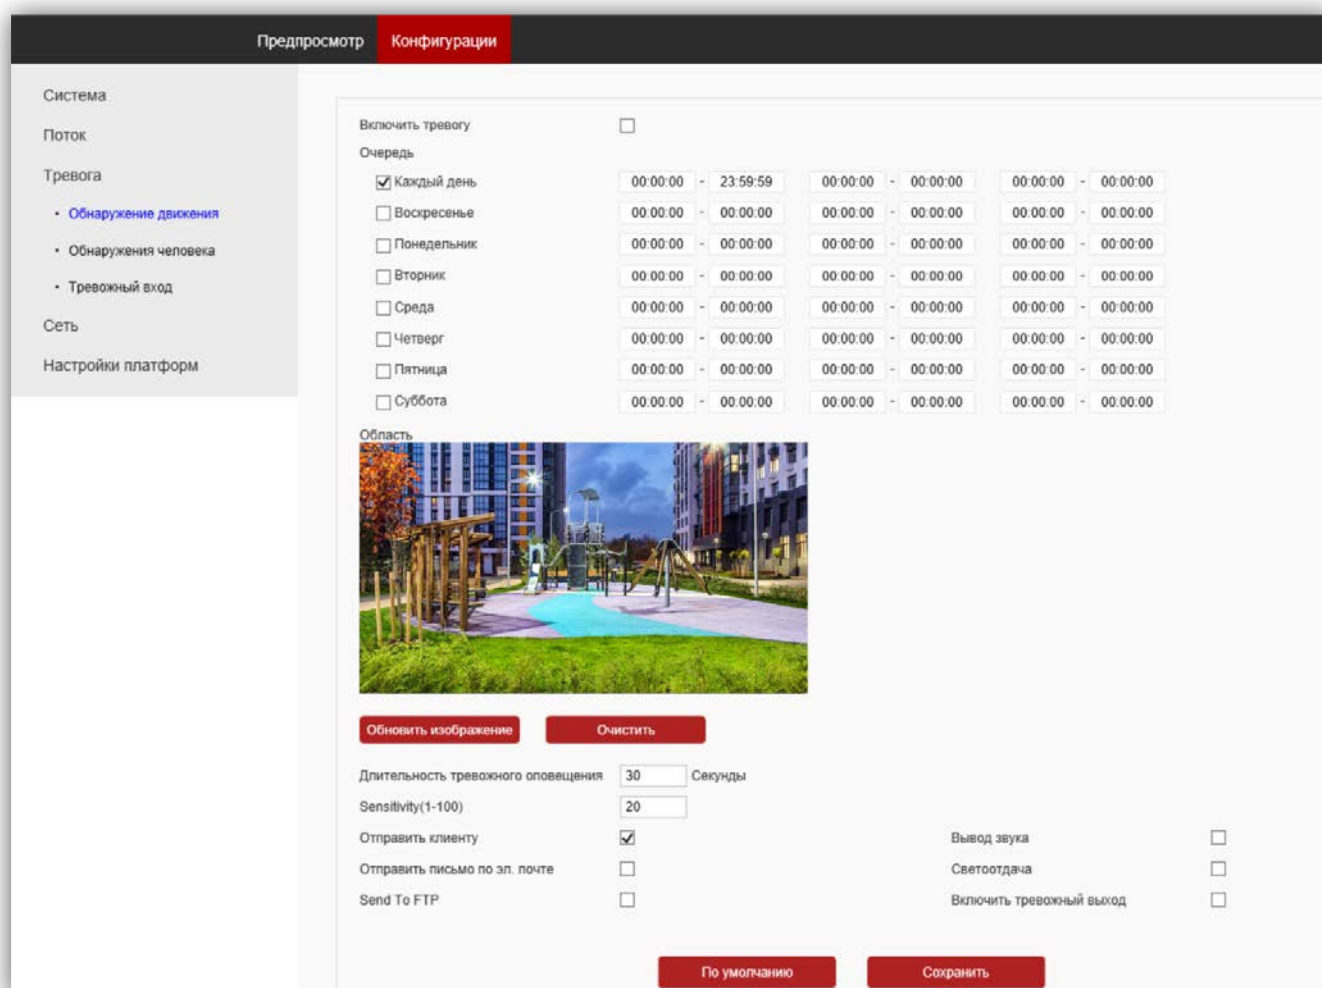 Предпросмотр Конфигурации
Система
Поток
Тревога
• Обнаружение движения
• Обнаружения человека
• Тревожный вход
Сеть
Настройки платформ
Включить тревогу
Очередь
Каждый день 00:00:00 - 23:59:59 00:00:00 - 00:00:00 00:00:00 - 00:00:00
Воскресенье 00:00:00 - 00:00:00 00:00:00 - 00:00:00 00:00:00 - 00:00:00
Понедельник 00:00:00 - 00:00:00 00:00:00 - 00:00:00 00:00:00 - 00:00:00
Вторник 00:00:00 - 00:00:00 00:00:00 - 00:00:00 00:00:00 - 00:00:00
Среда 00:00:00 - 00:00:00 00:00:00 - 00:00:00 00:00:00 - 00:00:00
Четверг 00:00:00 - 00:00:00 00:00:00 - 00:00:00 00:00:00 - 00:00:00
Пятница 00:00:00 - 00:00:00 00:00:00 - 00:00:00 00:00:00 - 00:00:00
Суббота 00:00:00 - 00:00:00 00:00:00 - 00:00:00 00:00:00 - 00:00:00
Область
Обновить изображение Очистить
Длительность тревожного оповещения 30 Секунды
Sensitivity(1-100) 20
Отправить клиенту Вывод звука
Отправить письмо по эл. почте Светоотдача
Send To FTP Включить тревожный выход
По умолчанию Сохранить